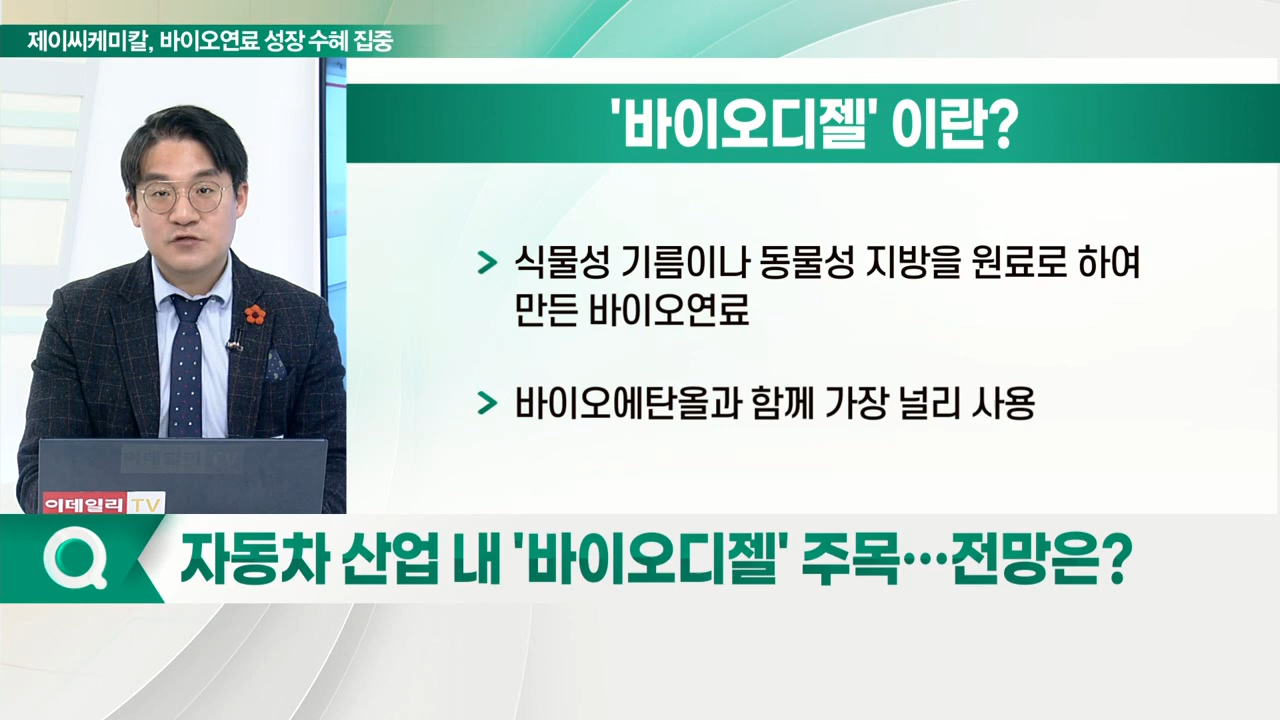 제이씨케미칼, 바이오연료 성장 수혜 집중
'바이오디젤' 이란?
식물성 기름이나 동물성 지방을 원료로 하여
만든 바이오연료
바이오에탄올과 함께 가장 널리 사용
이데일리 TV
자동차 산업 내 '바이오디젤' 주목…전망은?